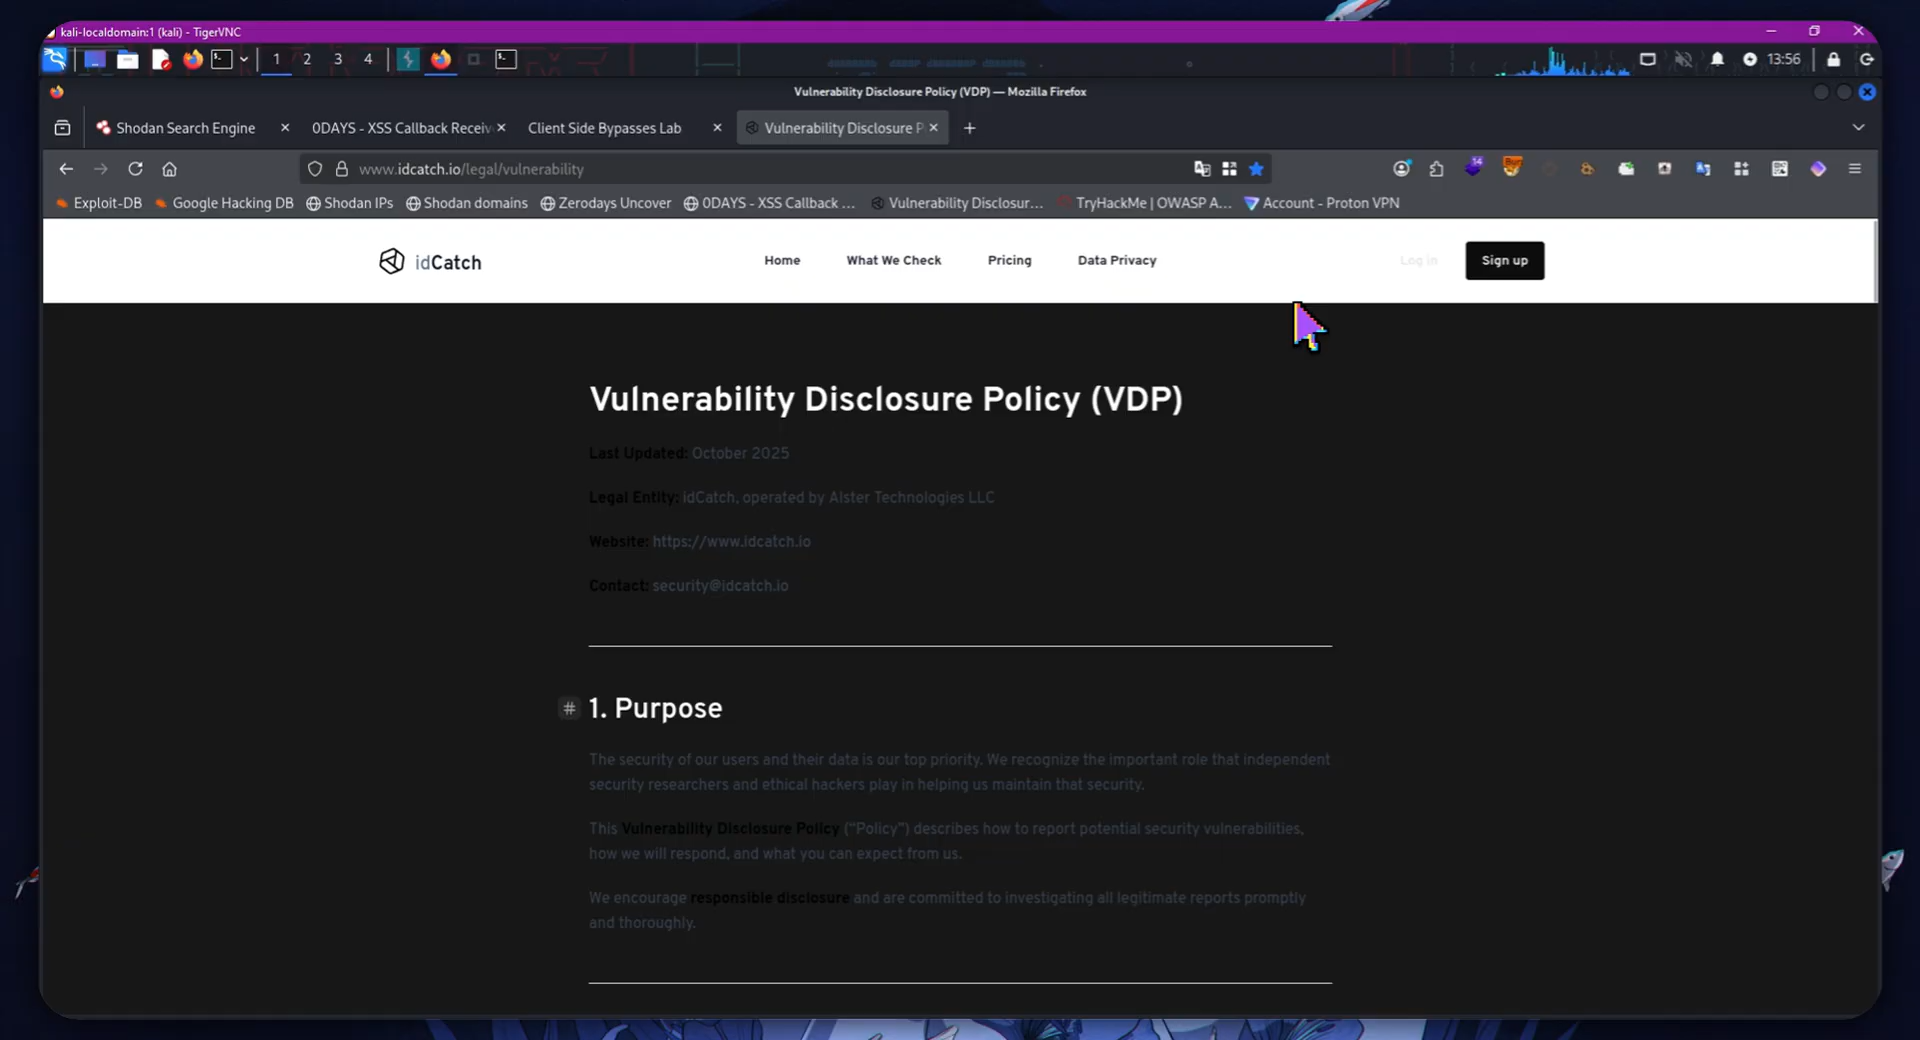 kali-localdomain:1 (kali) - TigerVNC
1 2 3 4
13:56
Vulnerability Disclosure Policy (VDP) — Mozilla Firefox
Shodan Search Engine
0DAYS - XSS Callback Receiv
Client Side Bypasses Lab
Vulnerability Disclosure P
www.idcatch.io/legal/vulnerability
14
Exploit-DB
Google Hacking DB
Shodan IPs
Shodan domains
Zerodays Uncover
0DAYS - XSS Callback ...
Vulnerability Disclosur...
TryHackMe | OWASP A...
Account - Proton VPN
idCatch
Home
What We Check
Pricing
Data Privacy
Log in
Sign up
Vulnerability Disclosure Policy (VDP)
Last Updated: October 2025
Legal Entity: idCatch, operated by Alster Technologies LLC
Website: https://www.idcatch.io
Contact: security@idcatch.io
# 1. Purpose
The security of our users and their data is our top priority. We recognize the important role that independent
security researchers and ethical hackers play in helping us maintain that security.
This Vulnerability Disclosure Policy (“Policy”) describes how to report potential security vulnerabilities,
how we will respond, and what you can expect from us.
We encourage responsible disclosure and are committed to investigating all legitimate reports promptly
and thoroughly.